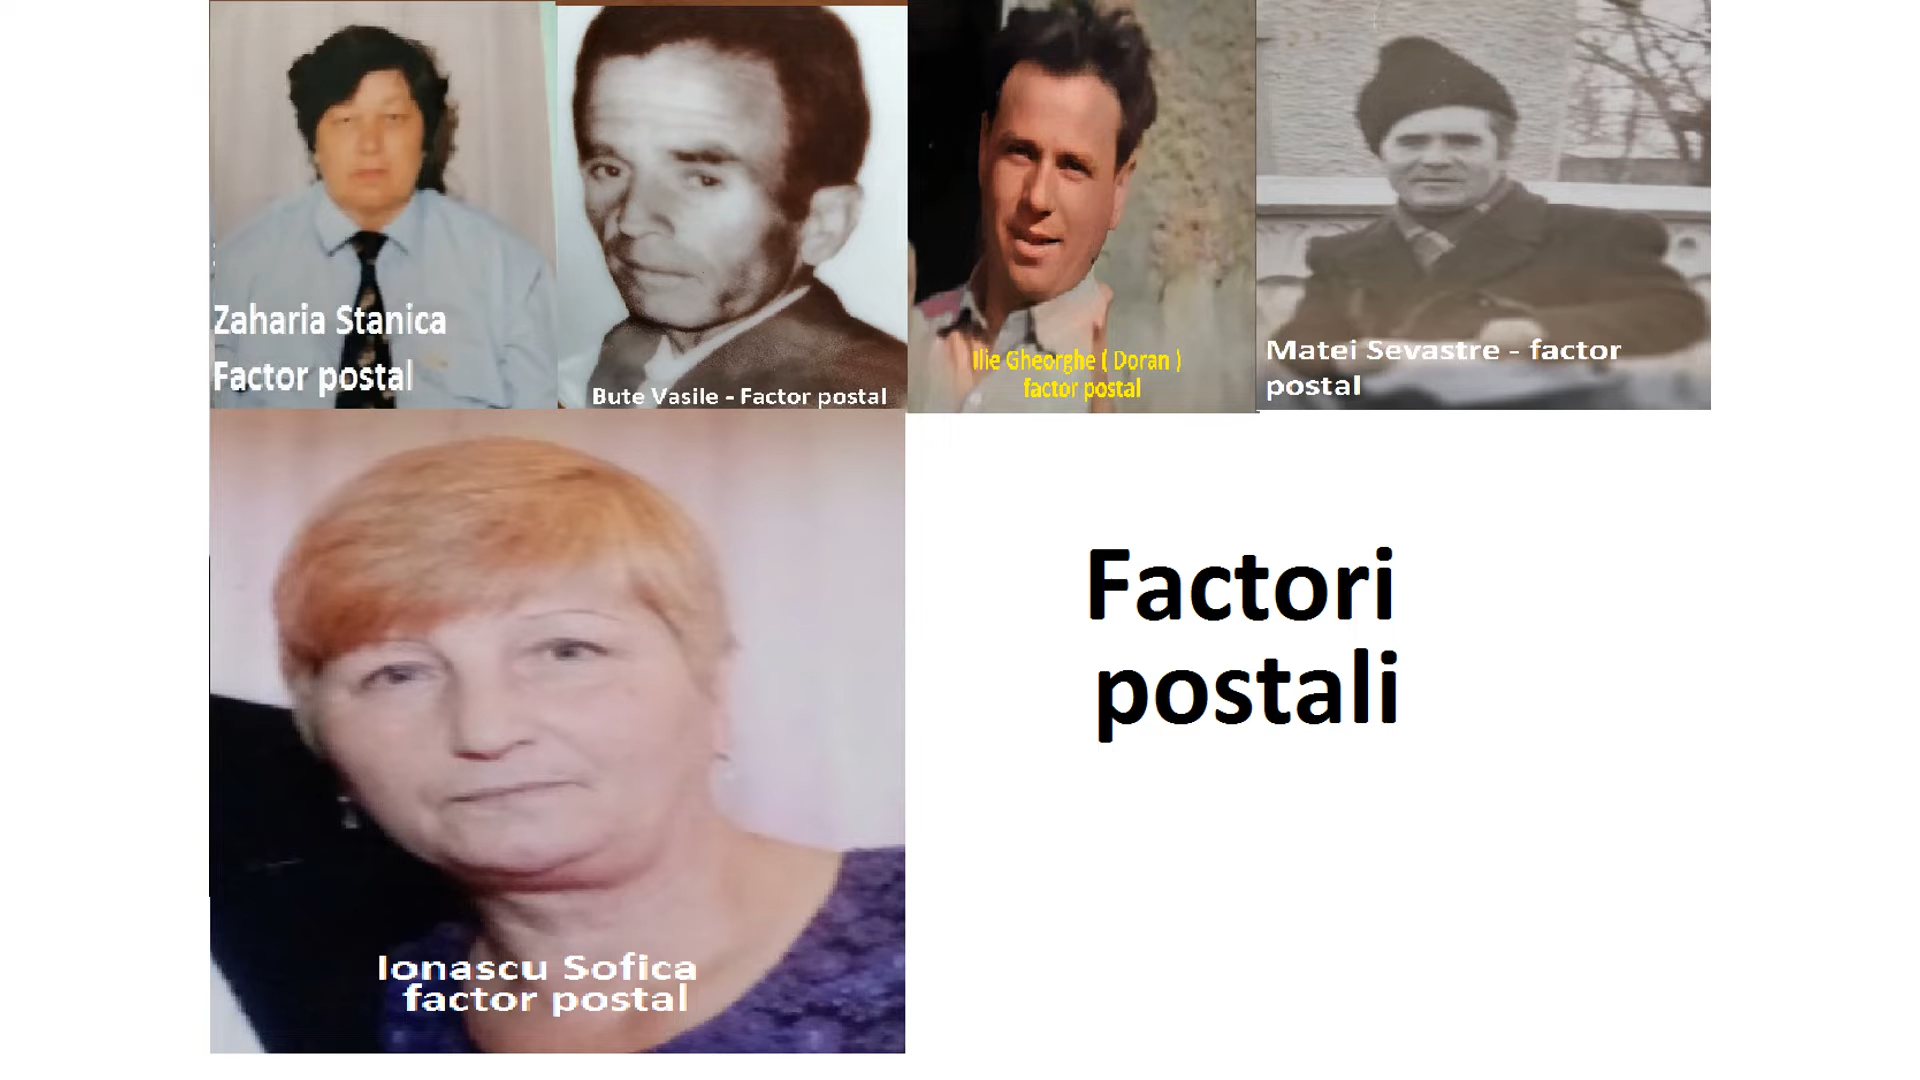 Zaharia Stanica
Factor postal
Bute Vasile - Factor postal
Ilie Gheorghe ( Doran )
factor postal
Matei Sevastre - factor
postal
Ionascu Sofica
factor postal
Factori
postali